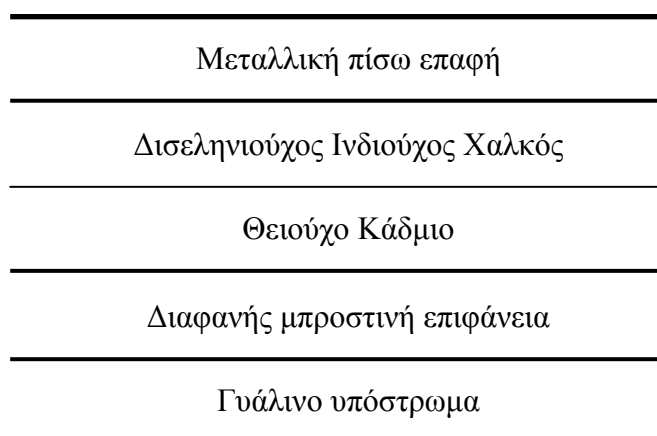 Μεταλλική πίσω επαφή
Δισεληνιούχος Ινδιούχος Χαλκός
Θειούχο Κάδμιο
Διαφανής μπροστινή επιφάνεια
Γυάλινο υπόστρωμα